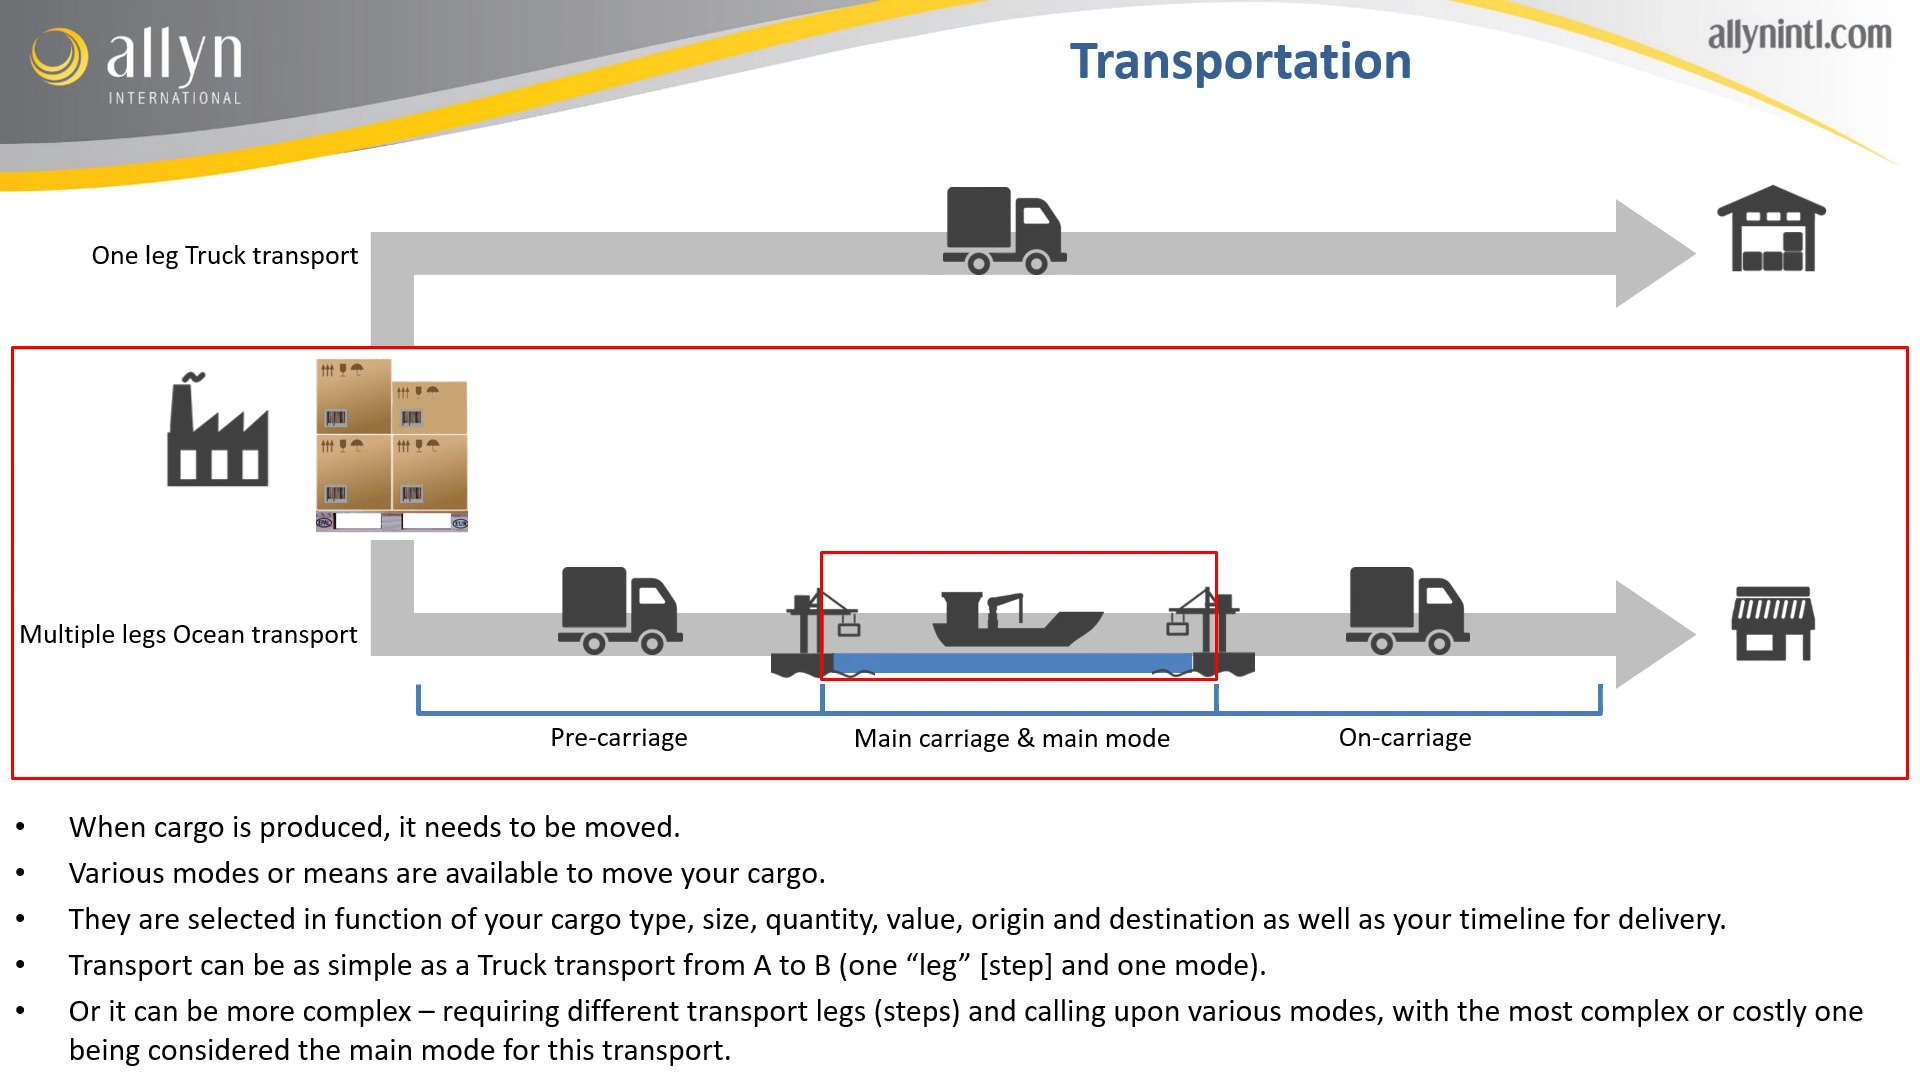 allyn
INTERNATIONAL
allynintl.com
Transportation
One leg Truck transport
Multiple legs Ocean transport
Pre-carriage
Main carriage & main mode
On-carriage
• When cargo is produced, it needs to be moved.
• Various modes or means are available to move your cargo.
• They are selected in function of your cargo type, size, quantity, value, origin and destination as well as your timeline for delivery.
• Transport can be as simple as a Truck transport from A to B (one “leg” [step] and one mode).
• Or it can be more complex – requiring different transport legs (steps) and calling upon various modes, with the most complex or costly one
being considered the main mode for this transport.